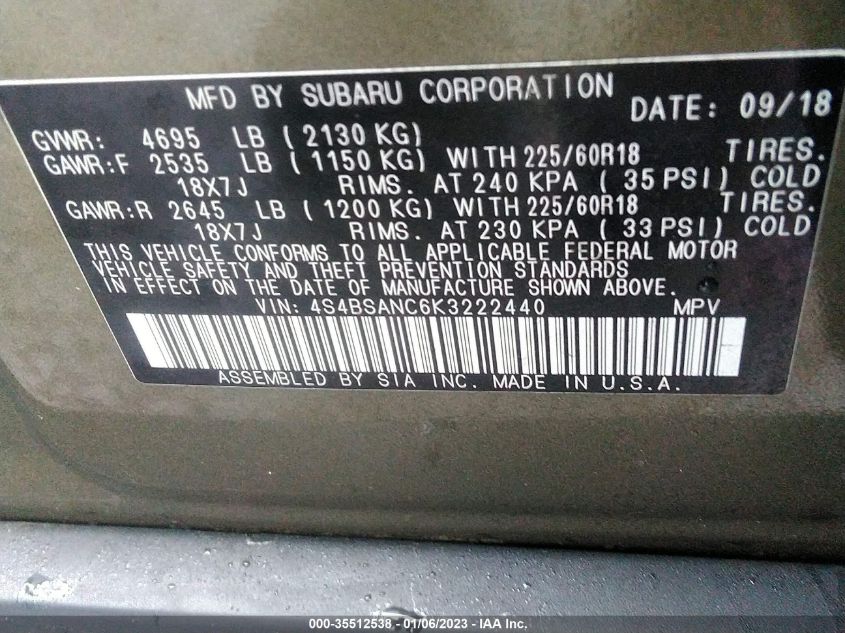 MFD BY SUBARU CORPORATION DATE: 09/18
GVWR: 4695 LB ( 2130 KG)
GAWR:F 2535 LB ( 1150 KG) WITH 225/60R18 TIRES.
18X7J RIMS. AT 240 KPA ( 35 PSI) COLD
GAWR:R 2645 LB ( 1200 KG) WITH 225/60R18 TIRES.
18X7J RIMS. AT 230 KPA ( 33 PSI) COLD
THIS VEHICLE CONFORMS TO ALL APPLICABLE FEDERAL MOTOR
VEHICLE SAFETY AND THEFT PREVENTION STANDARDS
IN EFFECT ON THE DATE OF MANUFACTURE SHOWN ABOVE.
VIN: 4S4BSANC6K3222440 MPV
ASSEMBLED BY SIA INC. MADE IN U.S.A.
000-35512538 - 01/06/2023 - IAA Inc.